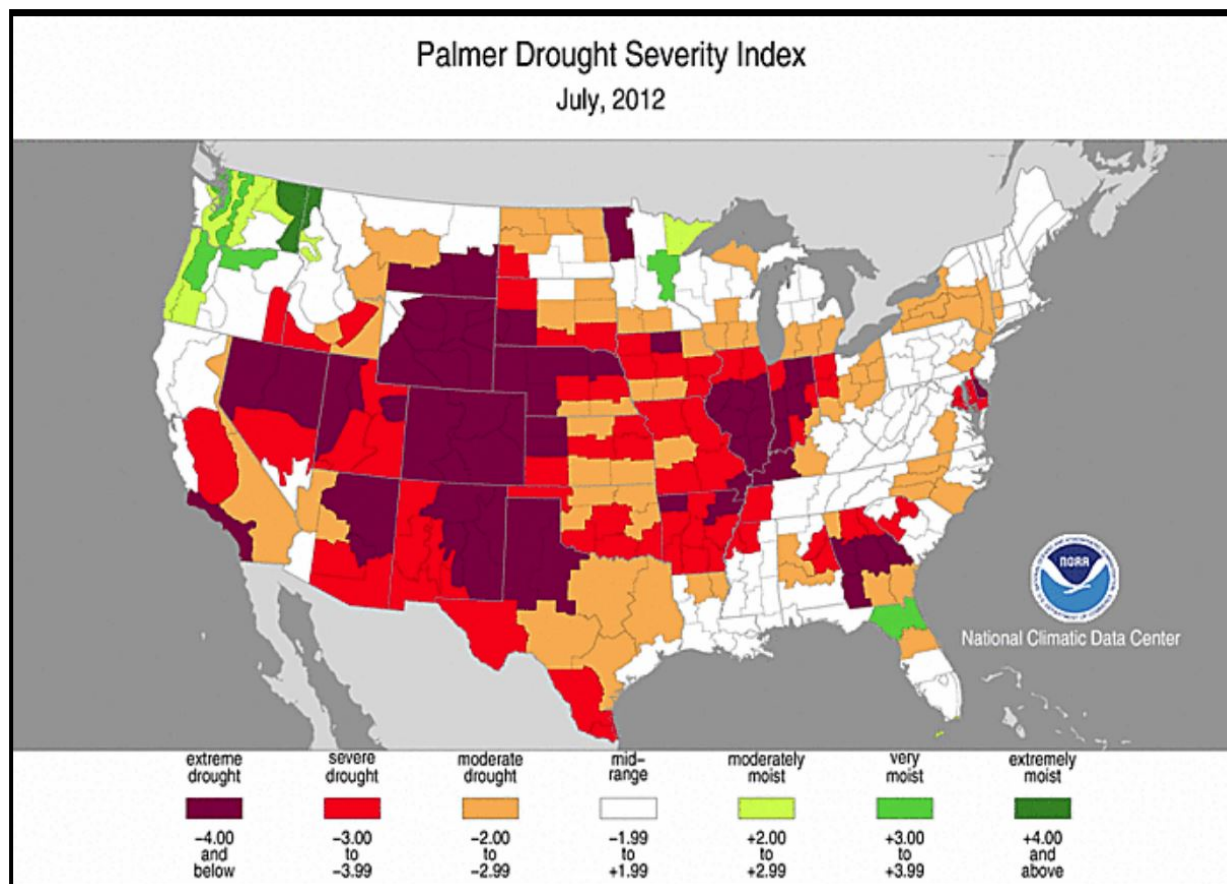 Palmer Drought Severity Index
July, 2012
NOAA
National Climatic Data Center
extreme drought
severe drought
moderate drought
mid-range
moderately moist
very moist
extremely moist
−4.00 and below
−3.00 to −3.99
−2.00 to −2.99
−1.99 to +1.99
+2.00 to +2.99
+3.00 to +3.99
+4.00 and above